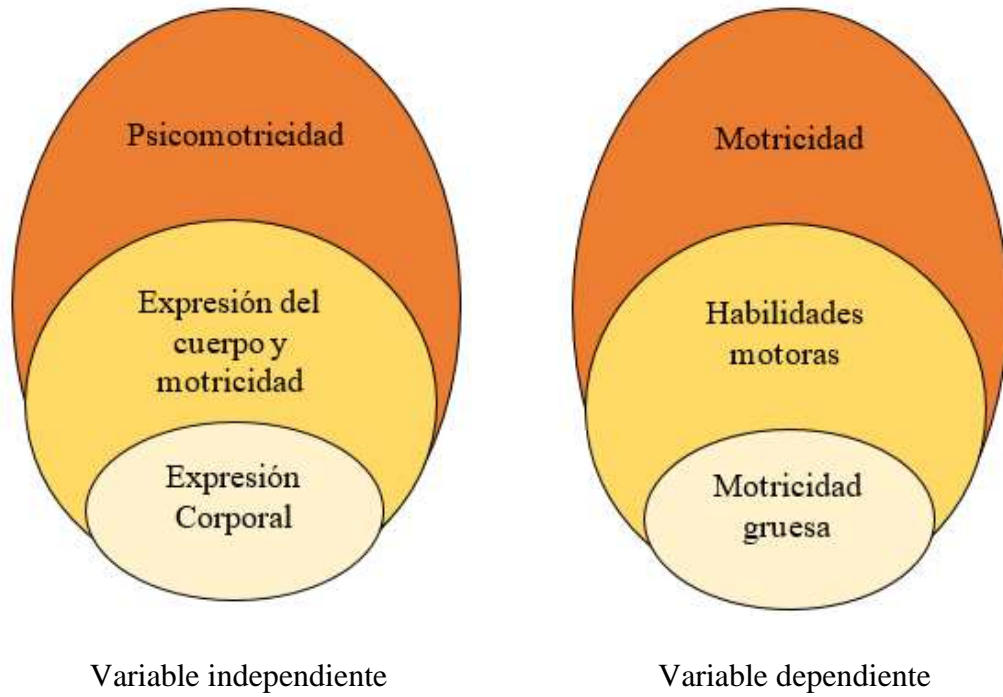 Psicomotricidad
Expresión del
cuerpo y
motricidad
Expresión
Corporal
Variable independiente
Motricidad
Habilidades
motoras
Motricidad
gruesa
Variable dependiente